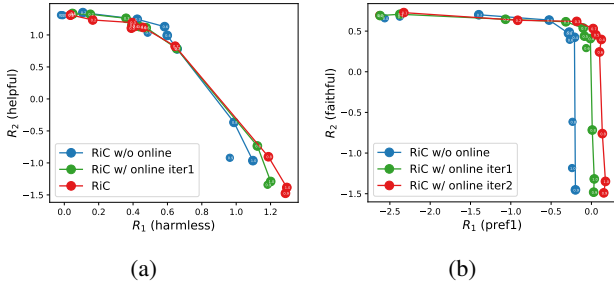 R₂ (helpful)
1.0
0.5
0.0
−0.5
−1.0
−1.5
RiC w/o online
RiC w/ online iter1
RiC
0.0 0.2 0.4 0.6 0.8 1.0 1.2
R₁ (harmless)
(a)
R₂ (faithful)
0.5
0.0
−0.5
−1.0
−1.5
RiC w/o online
RiC w/ online iter1
RiC w/ online iter2
−2.5 −2.0 −1.5 −1.0 −0.5 0.0
R₁ (pref1)
(b)